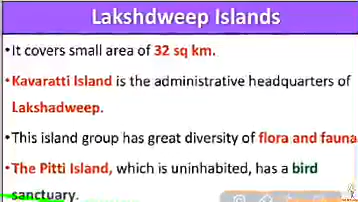 Lakshdweep Islands
•It covers small area of 32 sq km.
•Kavaratti Island is the administrative headquarters of
Lakshadweep.
•This island group has great diversity of flora and fauna
•The Pitti Island, which is uninhabited, has a bird
sanctuary.